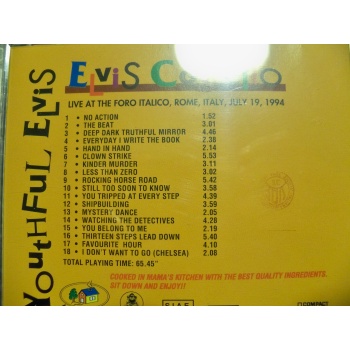 YOUTHFUL ELVIS
ELVIS COSTELLO
LIVE AT THE FORO ITALICO, ROME, ITALY, JULY 19, 1994
1 • NO ACTION 1.52
2 • THE BEAT 3.01
3 • DEEP DARK TRUTHFUL MIRROR 4.46
4 • EVERYDAY I WRITE THE BOOK 2.38
5 • HAND IN HAND 2.14
6 • CLOWN STRIKE 5.53
7 • KINDER MURDER 3.11
8 • LESS THAN ZERO 3.02
9 • ROCKING HORSE ROAD 5.42
10 • STILL TOO SOON TO KNOW 3.58
11 • YOU TRIPPED AT EVERY STEP 4.39
12 • SHIPBUILDING 3.59
13 • MYSTERY DANCE 2.05
14 • WATCHING THE DETECTIVES 4.28
15 • YOU BELONG TO ME 2.19
16 • THIRTEEN STEPS LEAD DOWN 5.40
17 • FAVOURITE HOUR 4.10
18 • I DON'T WANT TO GO (CHELSEA) 2.08
TOTAL PLAYING TIME: 65.45"
COOKED IN MAMA'S KITCHEN WITH THE BEST QUALITY INGREDIENTS.
SIT DOWN AND ENJOY!!
S.I.A.E.
COMPACT